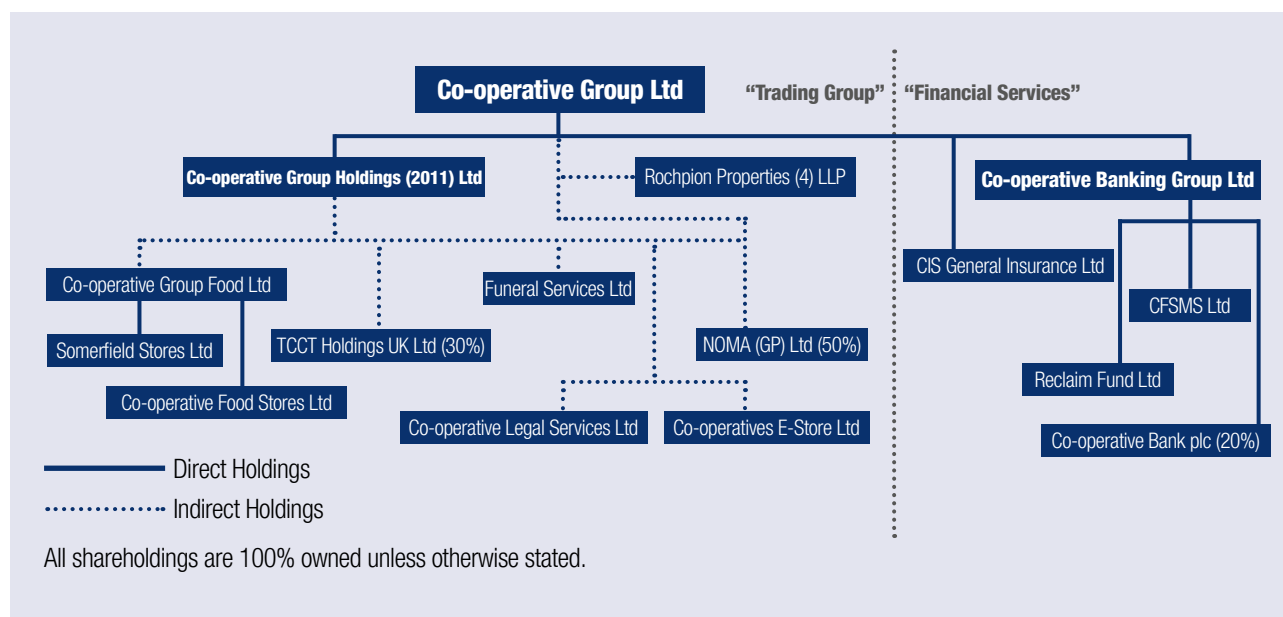 Co-operative Group Ltd
“Trading Group”
“Financial Services”
Co-operative Group Holdings (2011) Ltd
Rochpion Properties (4) LLP
Co-operative Banking Group Ltd
Co-operative Group Food Ltd
Funeral Services Ltd
CIS General Insurance Ltd
CFSMS Ltd
Somerfield Stores Ltd
TCCT Holdings UK Ltd (30%)
NOMA (GP) Ltd (50%)
Reclaim Fund Ltd
Co-operative Food Stores Ltd
Co-operative Legal Services Ltd
Co-operatives E-Store Ltd
Co-operative Bank plc (20%)
Direct Holdings
Indirect Holdings
All shareholdings are 100% owned unless otherwise stated.